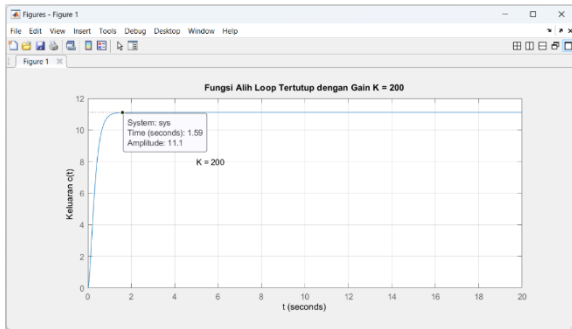 Figures - Figure 1
File Edit View Insert Tools Debug Desktop Window Help
Figure 1
Fungsi Alih Loop Tertutup dengan Gain K = 200
12
10
8
6
4
2
0
Keluaran c(t)
System: sys
Time (seconds): 1.59
Amplitude: 11.1
K = 200
0 2 4 6 8 10 12 14 16 18 20
t (seconds)